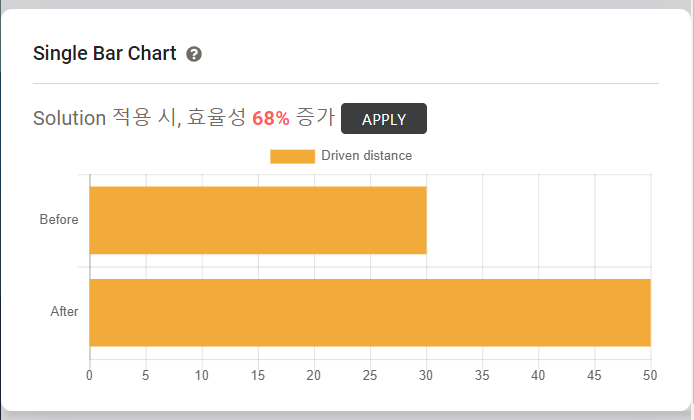 Single Bar Chart ?
Solution 적용 시, 효율성 68% 증가 APPLY
Driven distance
Before
After
0 5 10 15 20 25 30 35 40 45 50